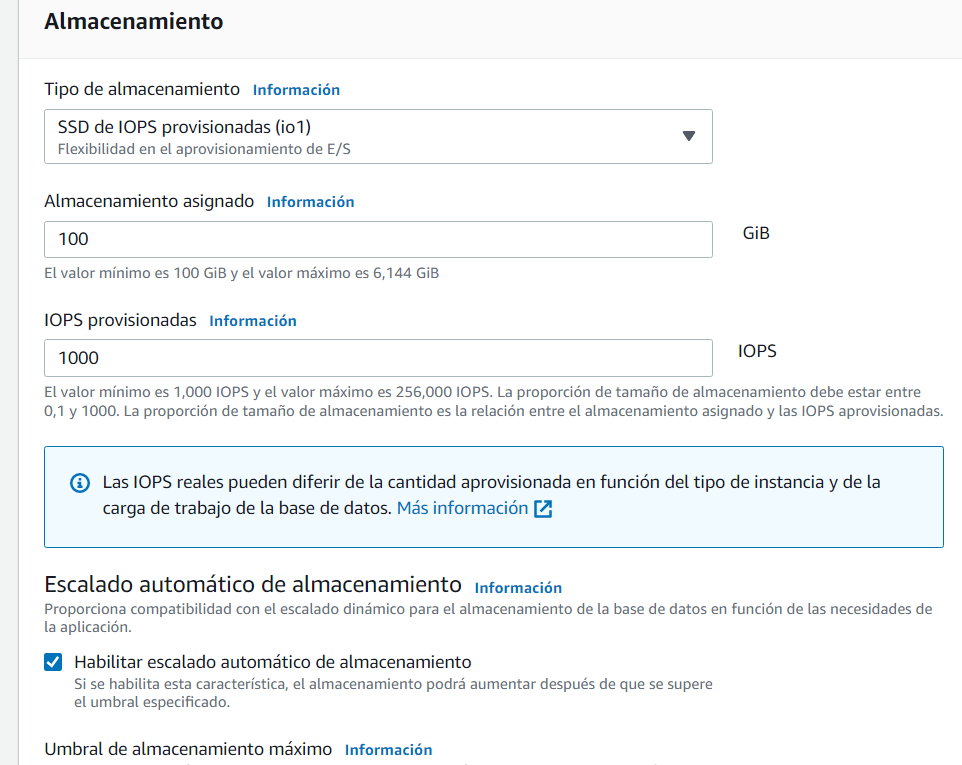 Almacenamiento
Tipo de almacenamiento Información
SSD de IOPS provisionadas (io1)
Flexibilidad en el aprovisionamiento de E/S
Almacenamiento asignado Información
100 GiB
El valor mínimo es 100 GiB y el valor máximo es 6,144 GiB
IOPS provisionadas Información
1000 IOPS
El valor mínimo es 1,000 IOPS y el valor máximo es 256,000 IOPS. La proporción de tamaño de almacenamiento debe estar entre
0,1 y 1000. La proporción de tamaño de almacenamiento es la relación entre el almacenamiento asignado y las IOPS aprovisionadas.
Las IOPS reales pueden diferir de la cantidad aprovisionada en función del tipo de instancia y de la
carga de trabajo de la base de datos. Más información
Escalado automático de almacenamiento Información
Proporciona compatibilidad con el escalado dinámico para el almacenamiento de la base de datos en función de las necesidades de
la aplicación.
Habilitar escalado automático de almacenamiento
Si se habilita esta característica, el almacenamiento podrá aumentar después de que se supere
el umbral especificado.
Umbral de almacenamiento máximo Información